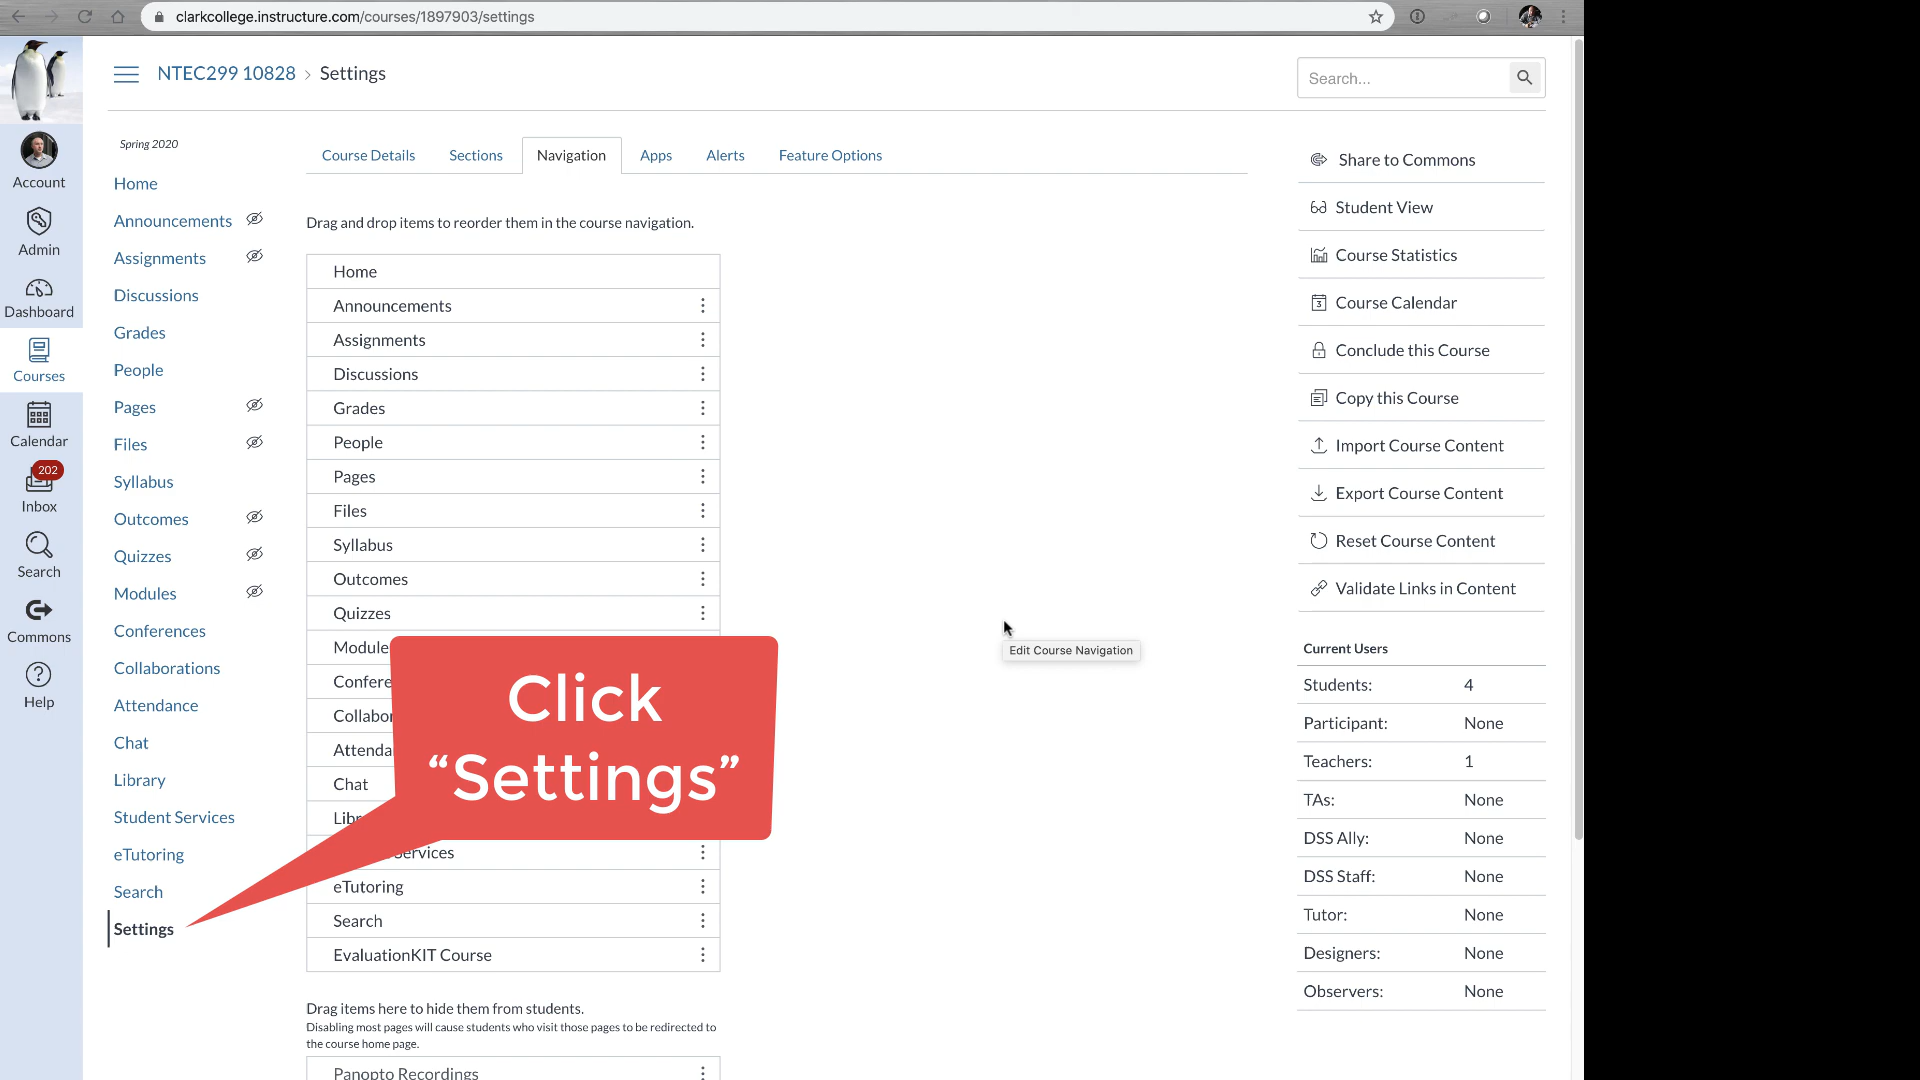 clarkcollege.instructure.com/courses/1897903/settings
NTEC299 10828 › Settings
Search...
Spring 2020
Account
Admin
Dashboard
Courses
Calendar
202
Inbox
Search
Commons
Help
Home
Announcements
Assignments
Discussions
Grades
People
Pages
Files
Syllabus
Outcomes
Quizzes
Modules
Conferences
Collaborations
Attendance
Chat
Library
Student Services
eTutoring
Search
Settings
Course Details
Sections
Navigation
Apps
Alerts
Feature Options
Drag and drop items to reorder them in the course navigation.
Home
Announcements
Assignments
Discussions
Grades
People
Pages
Files
Syllabus
Outcomes
Quizzes
Module
Confere
Collabor
Attenda
Chat
Libr
Services
eTutoring
Search
EvaluationKIT Course
Click
“Settings”
Edit Course Navigation
Drag items here to hide them from students.
Disabling most pages will cause students who visit those pages to be redirected to
the course home page.
Panopto Recordings
Share to Commons
Student View
Course Statistics
3
Course Calendar
Conclude this Course
Copy this Course
Import Course Content
Export Course Content
Reset Course Content
Validate Links in Content
Current Users
Students: 4
Participant: None
Teachers: 1
TAs: None
DSS Ally: None
DSS Staff: None
Tutor: None
Designers: None
Observers: None